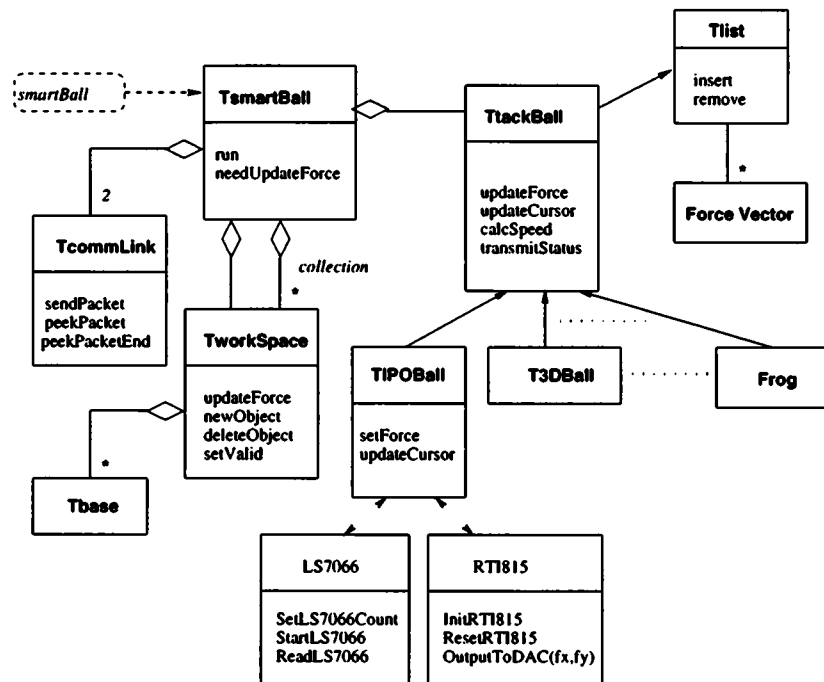 Tlist
insert
remove
smartBall
TsmartBall
run
needUpdateForce
TtackBall
updateForce
updateCursor
calcSpeed
transmitStatus
*
Force Vector
2
TcommLink
sendPacket
peekPacket
peekPacketEnd
collection
*
TworkSpace
updateForce
newObject
deleteObject
setValid
TIPOBall
setForce
updateCursor
T3DBall
Frog
*
Tbase
LS7066
SetLS7066Count
StartLS7066
ReadLS7066
RTI815
InitRTI815
ResetRTI815
OutputToDAC(fx,fy)